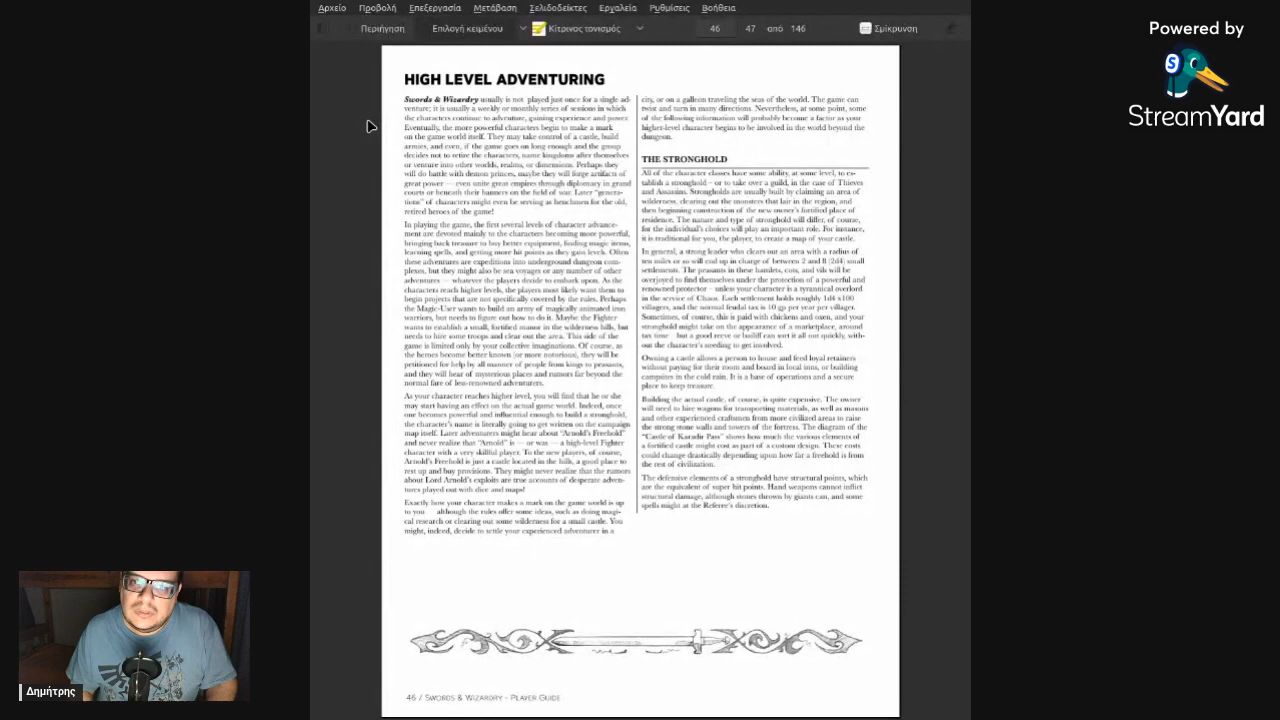 Αρχείο Προβολή Επεξεργασία Μετάβαση Σελιδοδείκτες Εργαλεία Ρυθμίσεις Βοήθεια
Περιήγηση Επιλογή κειμένου Κίτρινος τονισμός 46 47 από 146 Σμίκρυνση
Powered by
StreamYard
HIGH LEVEL ADVENTURING
Swords & Wizardry usually is not played just once for a single ad-
venture; it is usually a weekly or monthly series of sessions in which
the characters continue to adventure, gaining experience and power.
Eventually, the more powerful characters begin to make a mark
on the game world itself. They may take control of a castle, build
armies, and even, if the game goes on long enough and the group
decides not to retire the characters, name kingdoms after themselves
or venture into other worlds, realms, or dimensions. Perhaps they
will do battle with demon princes, maybe they will forge artifacts of
great power — even unite great empires through diplomacy in grand
courts or beneath their banners on the field of war. Later “genera-
tions” of characters might even be serving as henchmen for the old,
retired heroes of the game!
In playing the game, the first several levels of character advance-
ment are devoted mainly to the characters becoming more powerful,
bringing back treasure to buy better equipment, finding magic items,
learning spells, and getting more hit points as they gain levels. Often
these adventures are expeditions into underground dungeon com-
plexes, but they might also be sea voyages or any number of other
adventures — whatever the players decide to embark upon. As the
characters reach higher levels, the players most likely want them to
begin projects that are not specifically covered by the rules. Perhaps
the Magic-User wants to build an army of magically animated iron
warriors, but needs to figure out how to do it. Maybe the Fighter
wants to establish a small, fortified manor in the wilderness hills, but
needs to hire some troops and clear out the area. This side of the
game is limited only by your collective imaginations. Of course, as
the heroes become better known (or more notorious), they will be
petitioned for help by all manner of people from kings to peasants,
and they will hear of mysterious places and rumors far beyond the
normal fare of less-renowned adventurers.
As your character reaches higher level, you will find that he or she
may start having an effect on the actual game world. Indeed, once
one becomes powerful and influential enough to build a stronghold,
the character’s name is literally going to get written on the campaign
map itself. Later adventurers might hear about “Arnold’s Freehold”
and never realize that “Arnold” is — or was — a high-level Fighter
character with a very skillful player. To the new players, of course,
Arnold’s Freehold is just a castle located in the hills, a good place to
rest up and buy provisions. They might never realize that the rumors
about Lord Arnold’s exploits are true accounts of desperate adven-
tures played out with dice and maps!
Exactly how your character makes a mark on the game world is up
to you — although the rules offer some ideas, such as doing magi-
cal research or clearing out some wilderness for a small castle. You
might, indeed, decide to settle your experienced adventurer in a
city, or on a galleon traveling the seas of the world. The game can
twist and turn in many directions. Nevertheless, at some point, some
of the following information will probably become a factor as your
higher-level character begins to be involved in the world beyond the
dungeon.
THE STRONGHOLD
All of the character classes have some ability, at some level, to es-
tablish a stronghold – or to take over a guild, in the case of Thieves
and Assassins. Strongholds are usually built by claiming an area of
wilderness, clearing out the monsters that lair in the region, and
then beginning construction of the new owner’s fortified place of
residence. The nature and type of stronghold will differ, of course,
for the individual’s choices will play an important role. For instance,
it is traditional for you, the player, to create a map of your castle.
In general, a strong leader who clears out an area with a radius of
ten miles or so will end up in charge of between 2 and 8 (2d4) small
settlements. The peasants in these hamlets, cots, and vils will be
overjoyed to find themselves under the protection of a powerful and
renowned protector – unless your character is a tyrannical overlord
in the service of Chaos. Each settlement holds roughly 1d4 x100
villagers, and the normal feudal tax is 10 gp per year per villager.
Sometimes, of course, this is paid with chickens and oxen, and your
stronghold might take on the appearance of a marketplace, around
tax time – but a good reeve or bailiff can sort it all out quickly, with-
out the character’s needing to get involved.
Owning a castle allows a person to house and feed loyal retainers
without paying for their room and board in local inns, or building
campfires in the cold rain. It is a base of operations and a secure
place to keep treasure.
Building the actual castle, of course, is quite expensive. The owner
will need to hire wagons for transporting materials, as well as masons
and other experienced craftsmen from more civilized areas to raise
the strong stone walls and towers of the fortress. The diagram of the
“Castle of Karadir Pass” shows how much the various elements of
a fortified castle might cost as part of a custom design. These costs
could change drastically depending upon how far a freehold is from
the rest of civilization.
The defensive elements of a stronghold have structural points, which
are the equivalent of super hit points. Hand weapons cannot inflict
structural damage, although stones thrown by giants can, and some
spells might at the Referee’s discretion.
46 / Swords & Wizardry – Player Guide
Δημήτρης